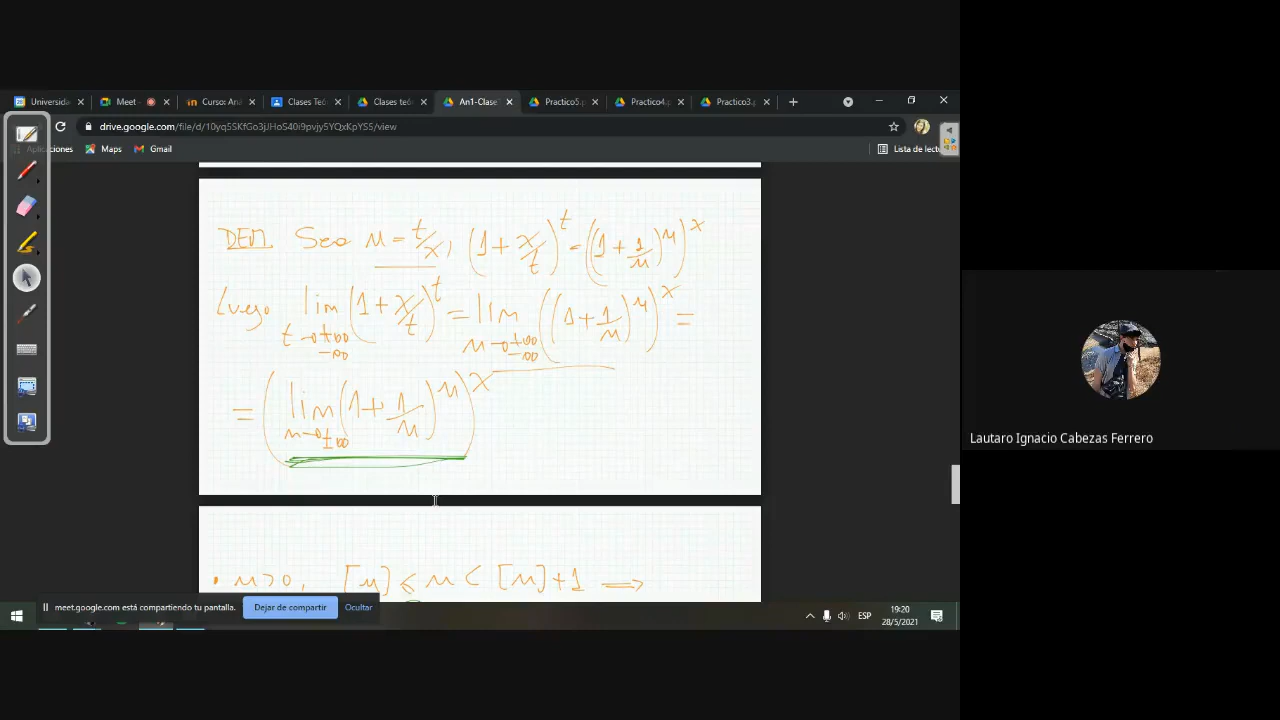 Universida
Meet
Curso: Aná
Clases Teó
Clases teó
An1-Clase
Practico5.p
Practico4.p
Practico3.p
drive.google.com/file/d/10yq5SKfGo3jJHoS40i9pvjy5YQxKpYS5/view
Aplicaciones
Maps
Gmail
Lista de lectu
DEM. Sea u = t/x; (1 + x/t)^t = ((1 + 1/u)^u)^x
Luego lim t→+∞ −∞ (1 + x/t)^t = lim u→+∞ −∞ ((1 + 1/u)^u)^x =
= (lim u→±∞ (1 + 1/u)^u)^x
• u > 0, [u] ≤ u < [u] + 1 ⟹
meet.google.com está compartiendo tu pantalla.
Dejar de compartir
Ocultar
ESP
19:20
28/5/2021
Lautaro Ignacio Cabezas Ferrero